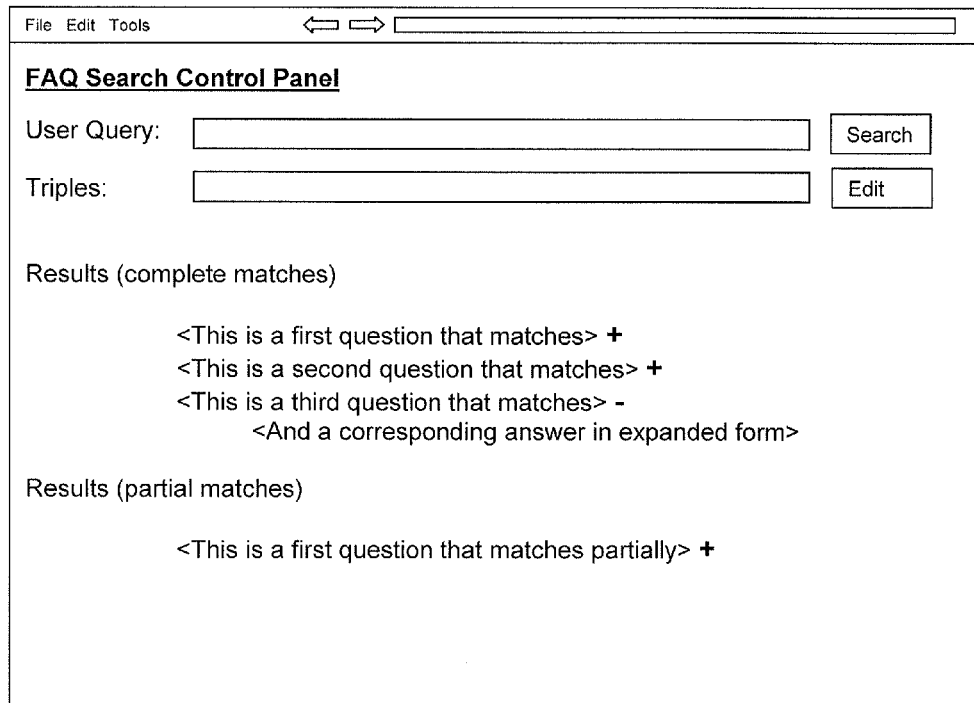 File Edit Tools
FAQ Search Control Panel
User Query: Search
Triples: Edit
Results (complete matches)
<This is a first question that matches> +
<This is a second question that matches> +
<This is a third question that matches> -
<And a corresponding answer in expanded form>
Results (partial matches)
<This is a first question that matches partially> +